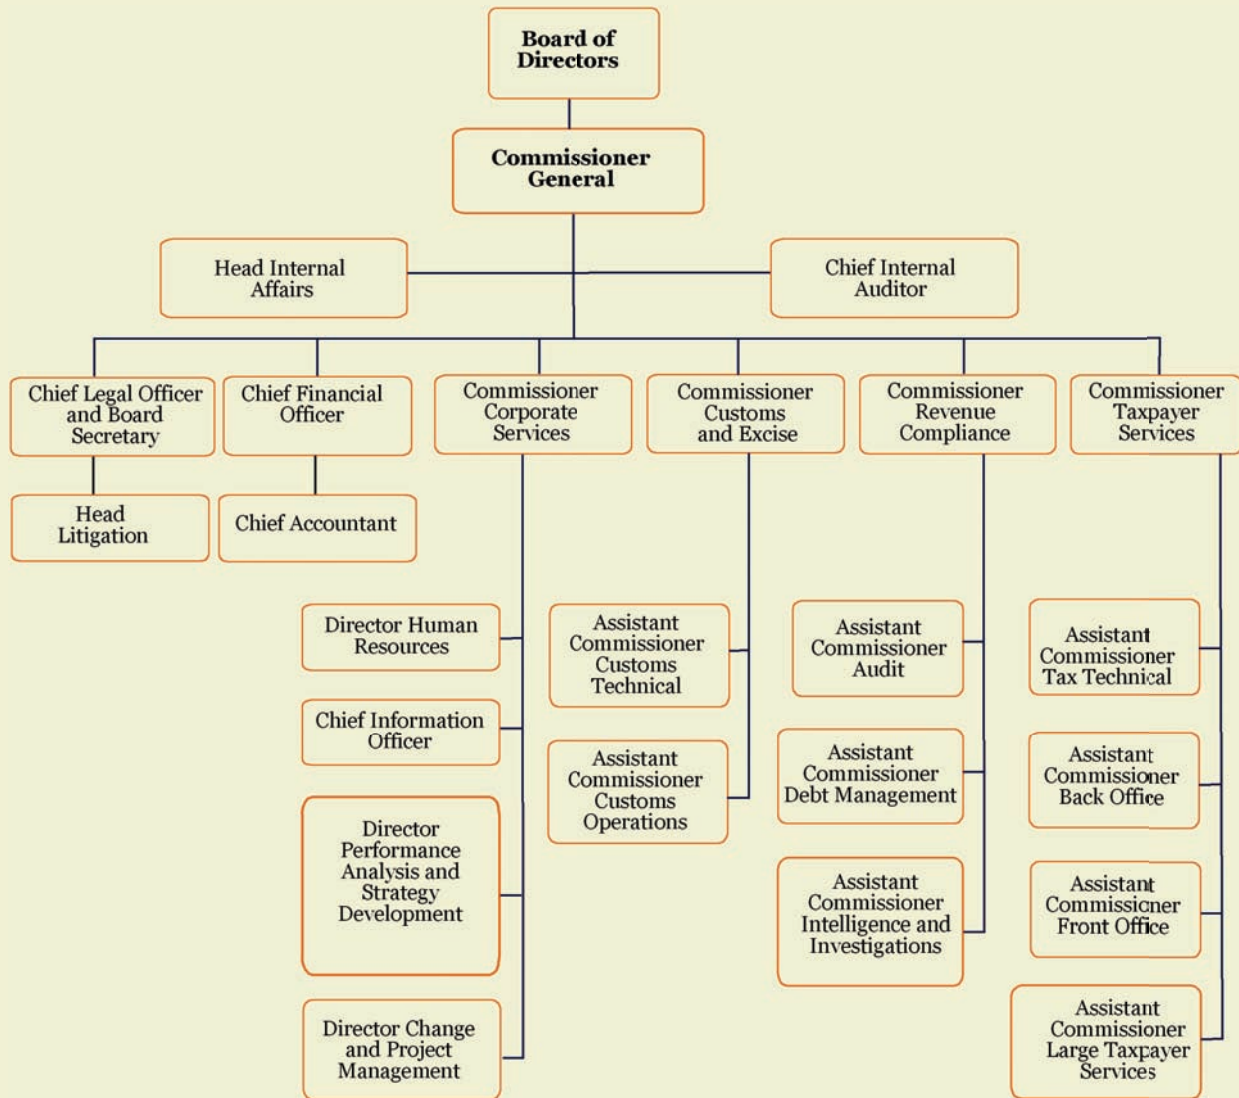 Board of
Directors
Commissioner
General
Head Internal
Affairs
Chief Internal
Auditor
Chief Legal Officer
and Board
Secretary
Chief Financial
Officer
Commissioner
Corporate
Services
Commissioner
Customs
and Excise
Commissioner
Revenue
Compliance
Commissioner
Taxpayer
Services
Head
Litigation
Chief Accountant
Director Human
Resources
Chief Information
Officer
Director
Performance
Analysis and
Strategy
Development
Director Change
and Project
Management
Assistant
Commissioner
Customs
Technical
Assistant
Commissioner
Customs
Operations
Assistant
Commissioner
Audit
Assistant
Commissioner
Debt Management
Assistant
Commissioner
Intelligence and
Investigations
Assistant
Commissioner
Tax Technical
Assistant
Commissioner
Back Office
Assistant
Commissioner
Front Office
Assistant
Commissioner
Large Taxpayer
Services